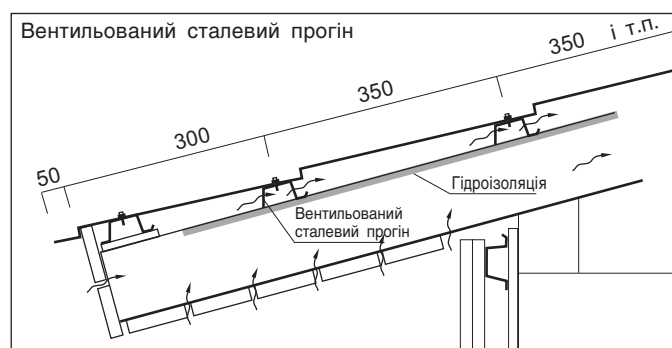 Вентильований сталевий прогін
350 і т.п.
350
300
50
Гідроізоляція
Вентильований
сталевий прогін